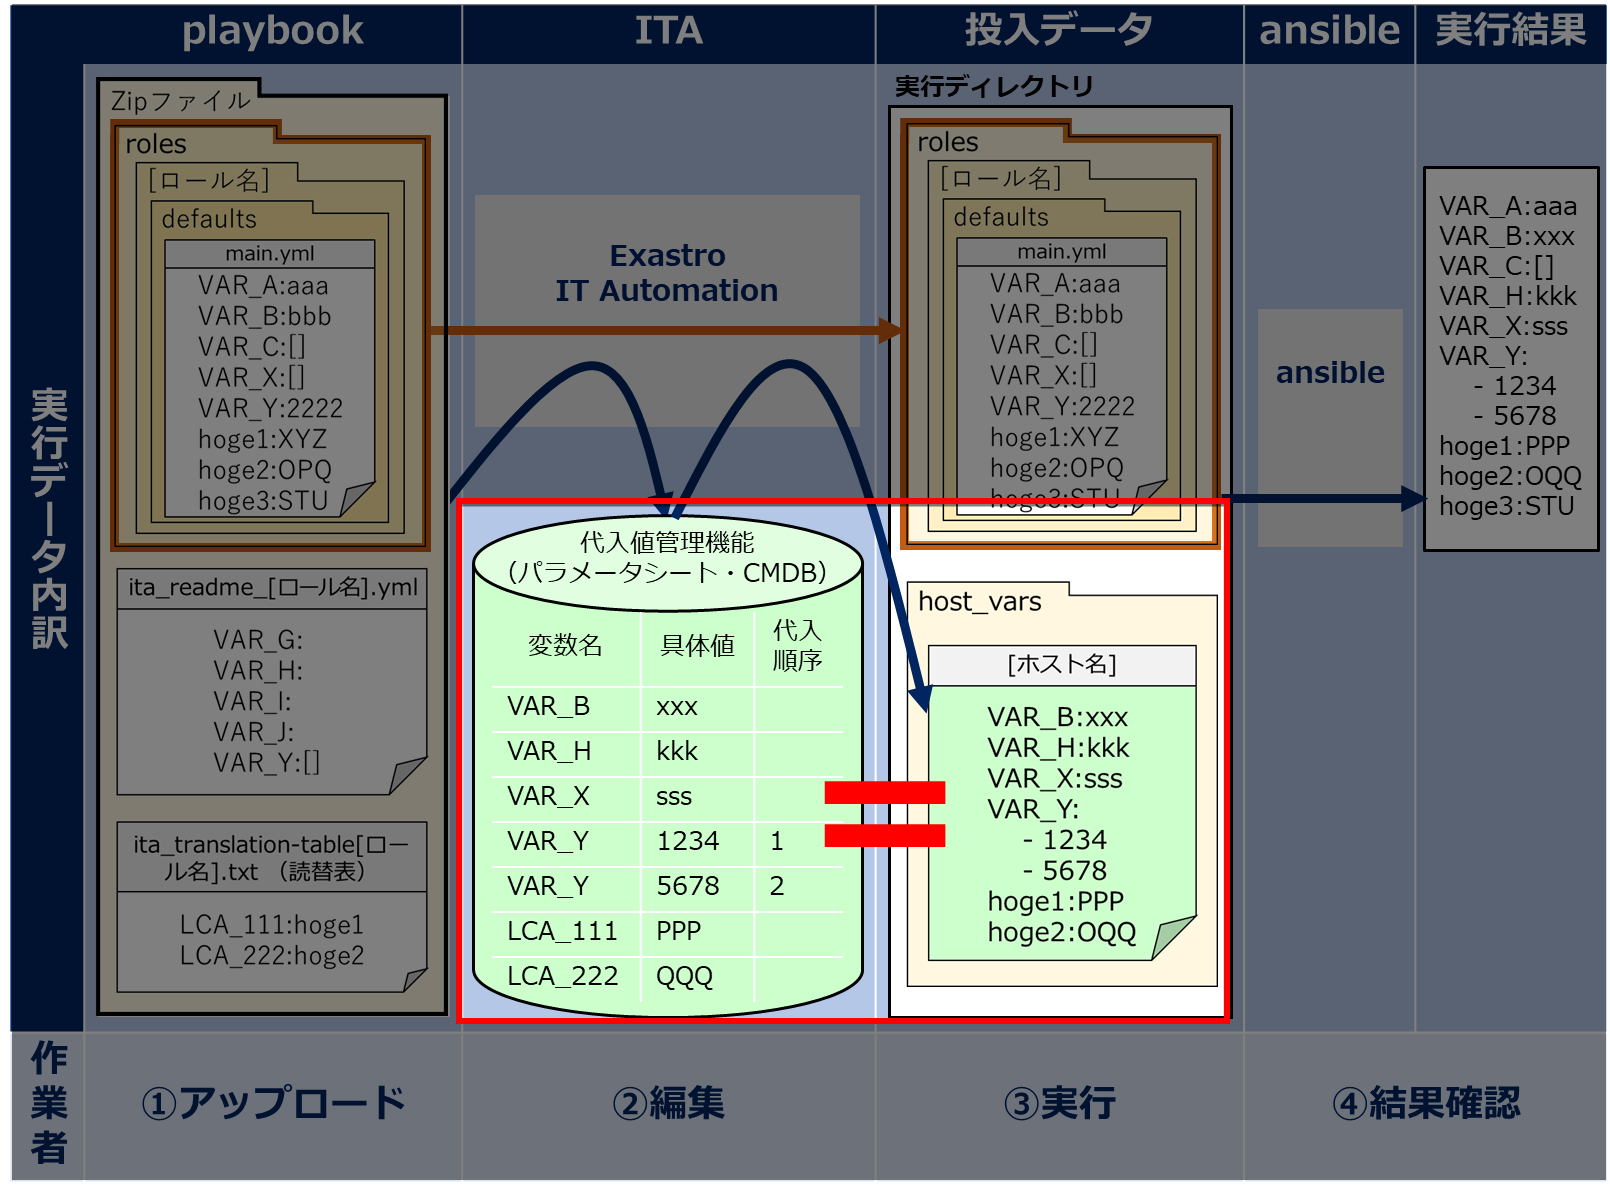 playbook
ITA
投入データ
ansible
実行結果
実行データ内訳
Zipファイル
roles
[ロール名]
defaults
main.yml
VAR_A:aaa
VAR_B:bbb
VAR_C:[]
VAR_X:[]
VAR_Y:2222
hoge1:XYZ
hoge2:OPQ
hoge3:STU
ita_readme_[ロール名].yml
VAR_G:
VAR_H:
VAR_I:
VAR_J:
VAR_Y:[]
ita_translation-table[ロー
ル名].txt （読替表）
LCA_111:hoge1
LCA_222:hoge2
Exastro
IT Automation
代入値管理機能
（パラメータシート・CMDB）
変数名 具体値 代入
順序
VAR_B xxx
VAR_H kkk
VAR_X sss
VAR_Y 1234 1
VAR_Y 5678 2
LCA_111 PPP
LCA_222 QQQ
実行ディレクトリ
roles
[ロール名]
defaults
main.yml
VAR_A:aaa
VAR_B:bbb
VAR_C:[]
VAR_X:[]
VAR_Y:2222
hoge1:XYZ
hoge2:OPQ
hoge3:STU
host_vars
[ホスト名]
VAR_B:xxx
VAR_H:kkk
VAR_X:sss
VAR_Y:
- 1234
- 5678
hoge1:PPP
hoge2:OQQ
ansible
VAR_A:aaa
VAR_B:xxx
VAR_C:[]
VAR_H:kkk
VAR_X:sss
VAR_Y:
- 1234
- 5678
hoge1:PPP
hoge2:OQQ
hoge3:STU
作業者
①アップロード
②編集
③実行
④結果確認